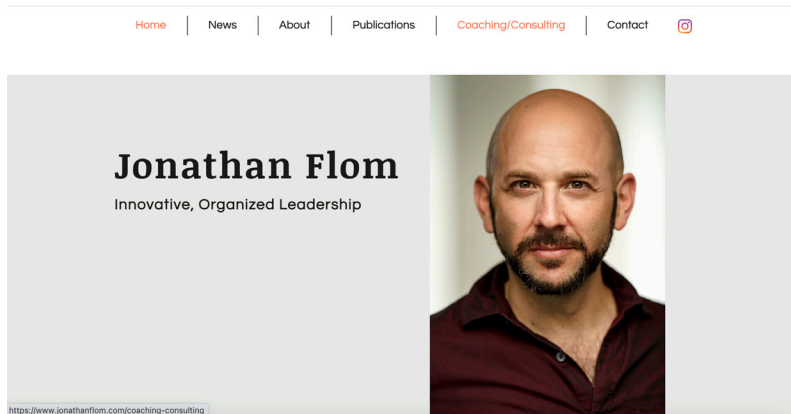 Home News About Publications Coaching/Consulting Contact
Jonathan Flom
Innovative, Organized Leadership
https://www.jonathanflom.com/coaching-consulting